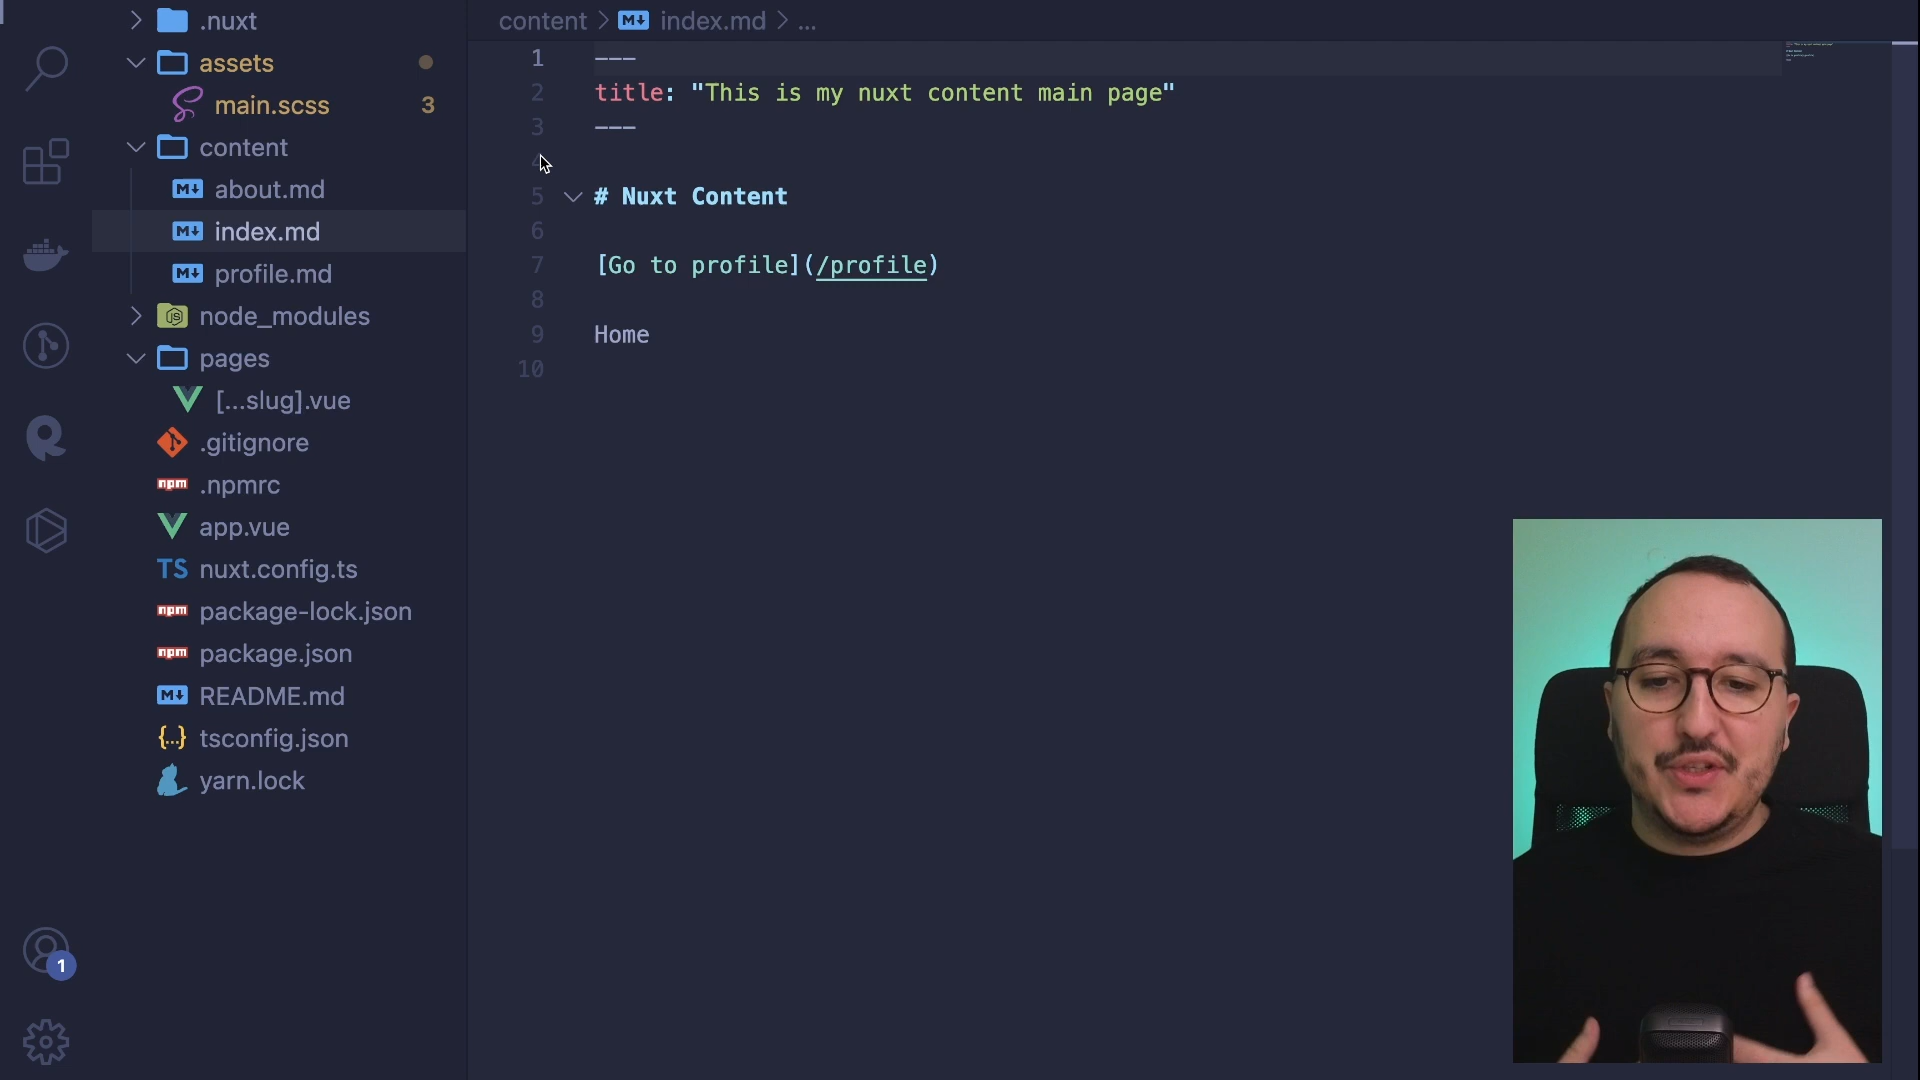 .nuxt
assets
main.scss 3
content
about.md
index.md
profile.md
node_modules
pages
[...slug].vue
.gitignore
.npmrc
app.vue
TS nuxt.config.ts
package-lock.json
package.json
README.md
tsconfig.json
yarn.lock
1
content > index.md > ...
1 ---
2 title: "This is my nuxt content main page"
3 ---
4
5 # Nuxt Content
6
7 [Go to profile](/profile)
8
9 Home
10